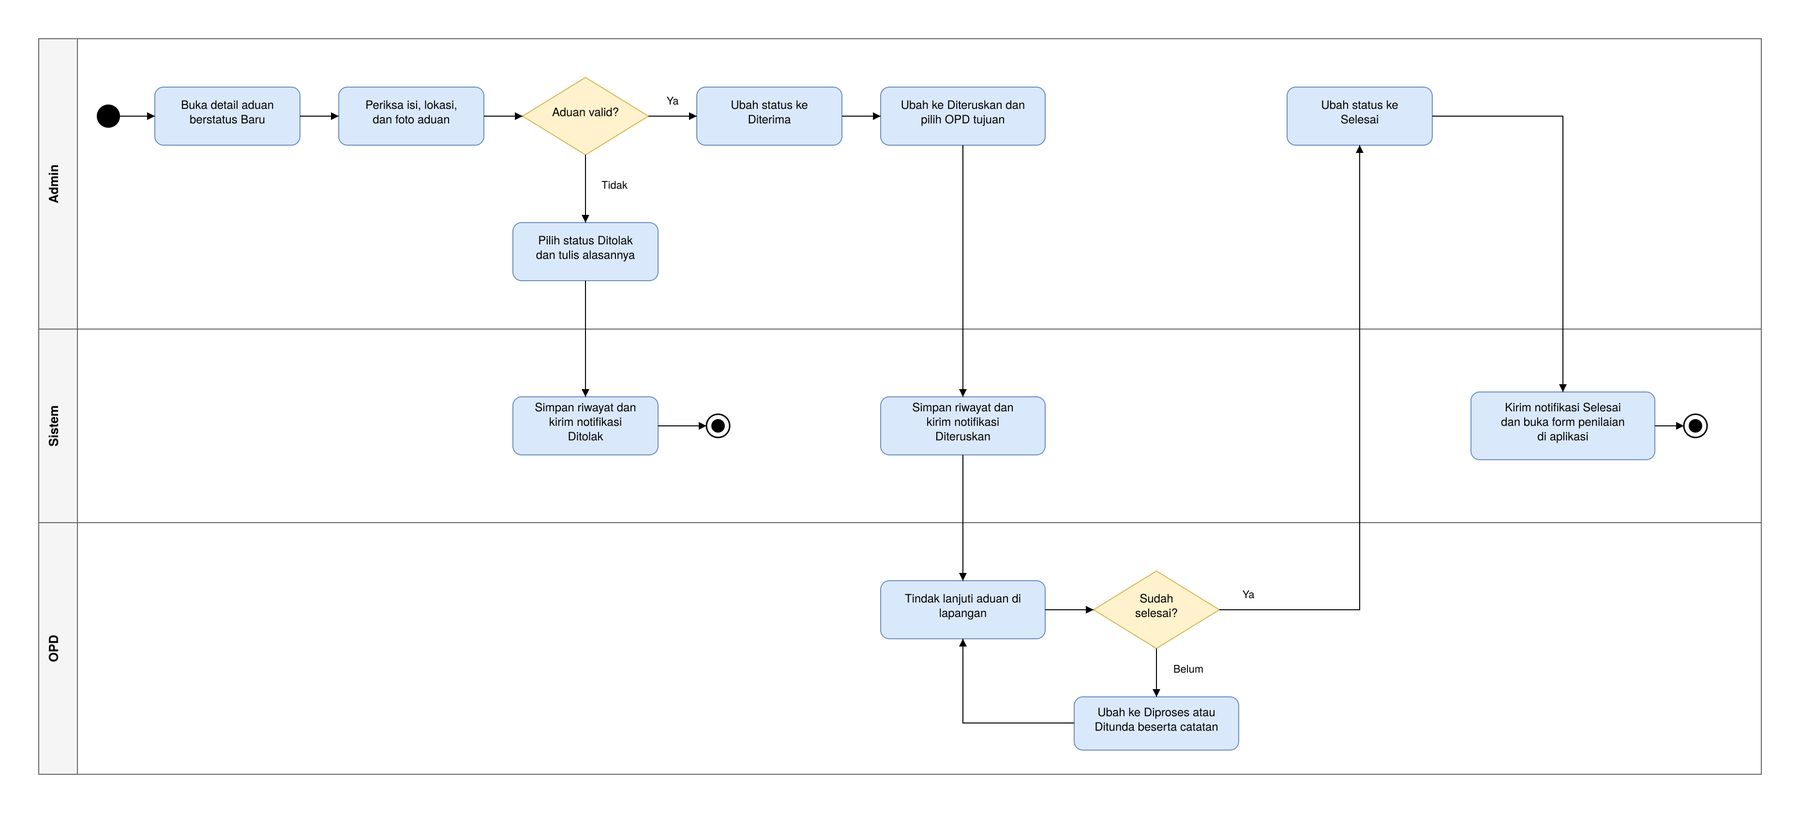 Admin
Buka detail aduan
berstatus Baru
Periksa isi, lokasi,
dan foto aduan
Aduan valid?
Ya
Ubah status ke
Diterima
Ubah ke Diteruskan dan
pilih OPD tujuan
Ubah status ke
Selesai
Tidak
Pilih status Ditolak
dan tulis alasannya
Sistem
Simpan riwayat dan
kirim notifikasi
Ditolak
Simpan riwayat dan
kirim notifikasi
Diteruskan
Kirim notifikasi Selesai
dan buka form penilaian
di aplikasi
OPD
Tindak lanjuti aduan di
lapangan
Sudah
selesai?
Ya
Belum
Ubah ke Diproses atau
Ditunda beserta catatan